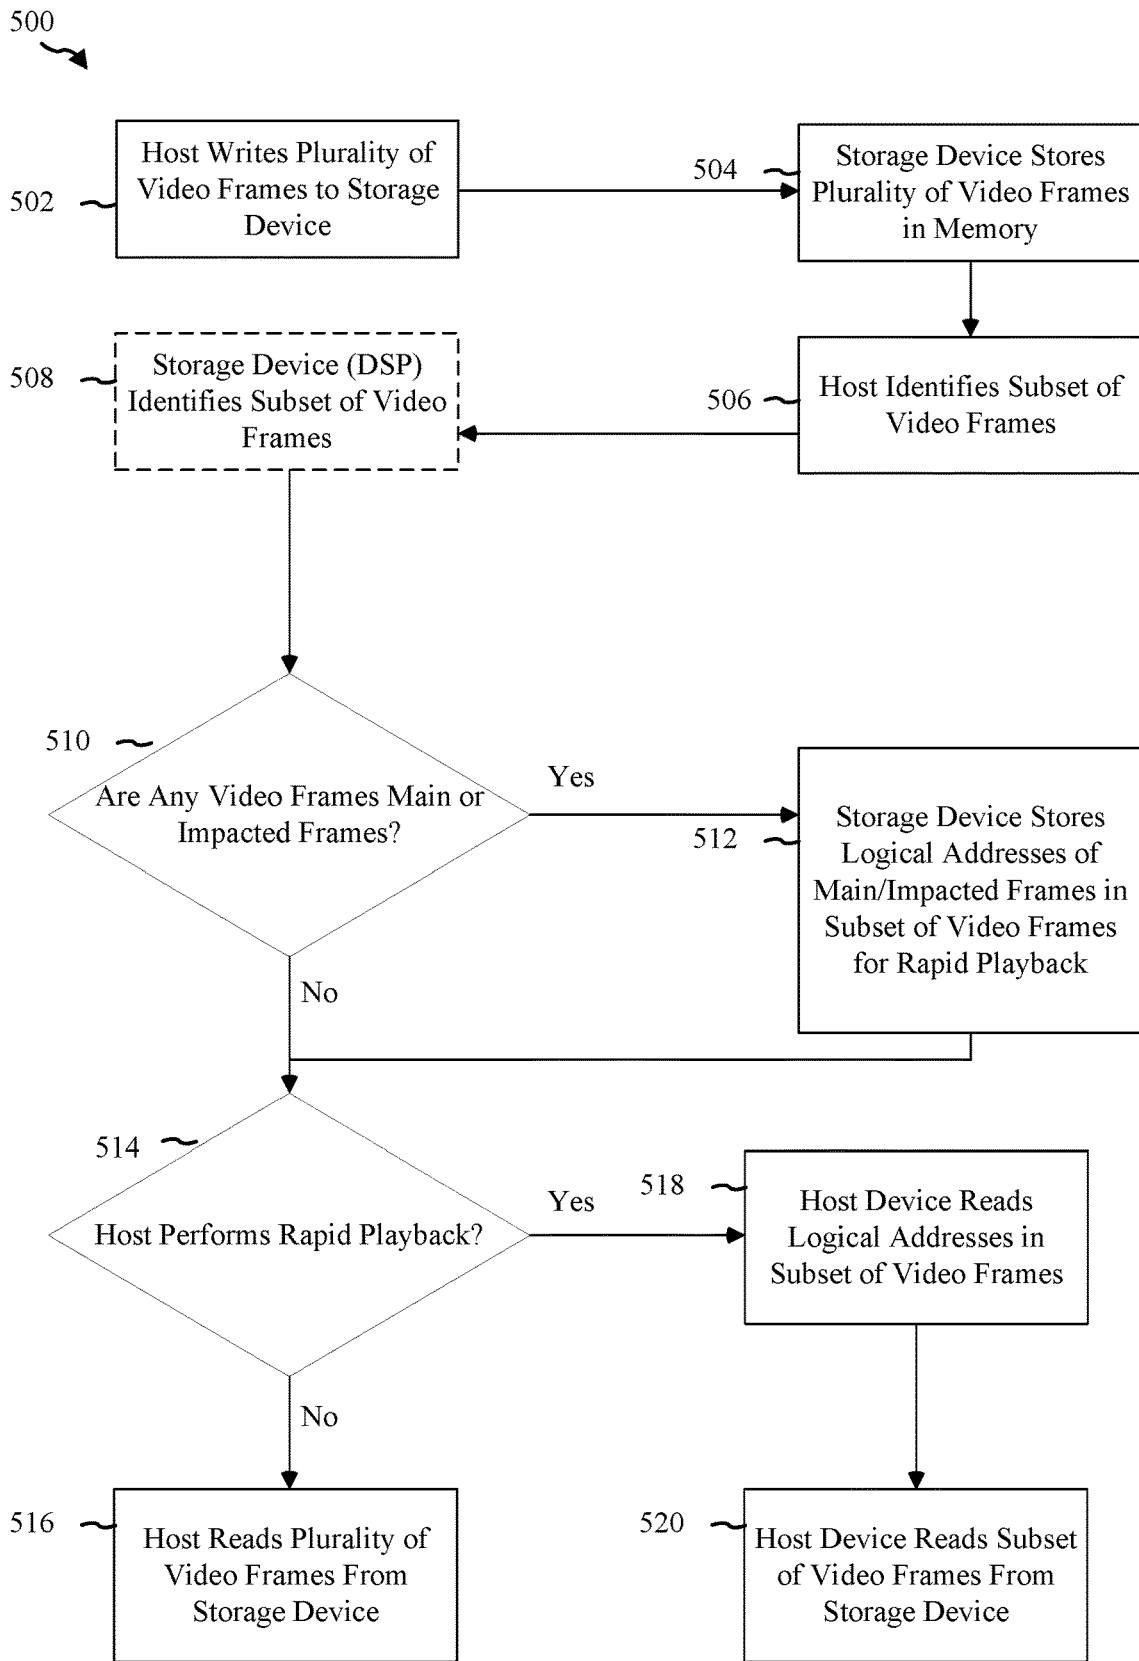 500
Host Writes Plurality of
Video Frames to Storage
Device
502
504
Storage Device Stores
Plurality of Video Frames
in Memory
Storage Device (DSP)
Identifies Subset of Video
Frames
508
506
Host Identifies Subset of
Video Frames
510
Are Any Video Frames Main or
Impacted Frames?
Yes
No
512
Storage Device Stores
Logical Addresses of
Main/Impacted Frames in
Subset of Video Frames
for Rapid Playback
514
Host Performs Rapid Playback?
Yes
No
518
Host Device Reads
Logical Addresses in
Subset of Video Frames
516
Host Reads Plurality of
Video Frames From
Storage Device
520
Host Device Reads Subset
of Video Frames From
Storage Device